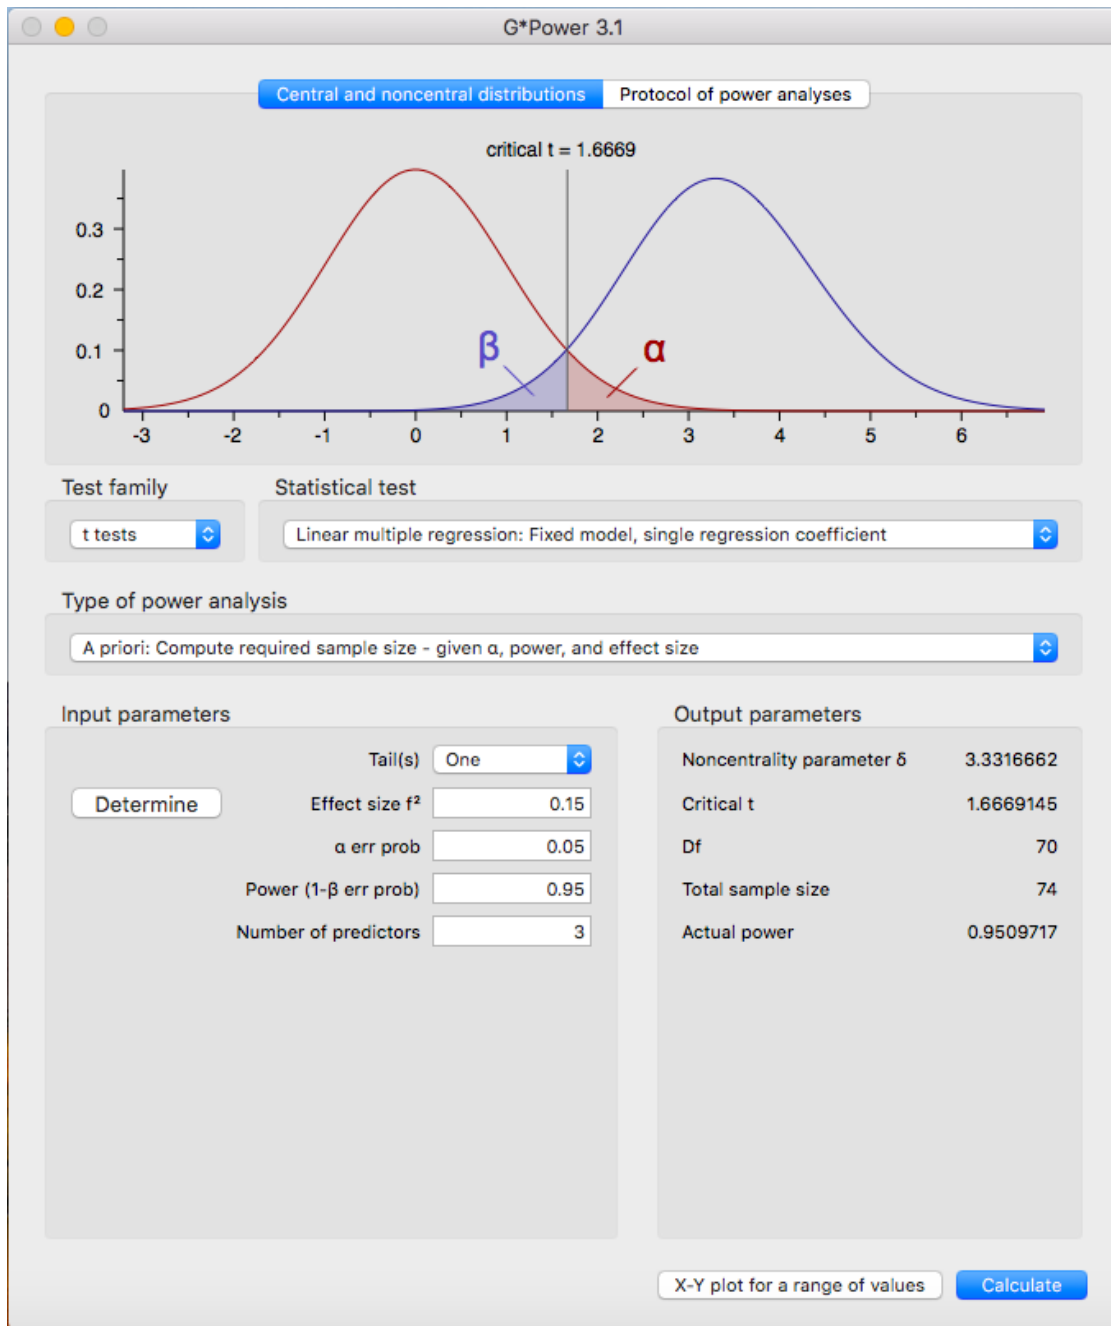 G*Power 3.1
Central and noncentral distributions
Protocol of power analyses
critical t = 1.6669
0.3
0.2
0.1
0
β
α
-3 -2 -1 0 1 2 3 4 5 6
Test family
Statistical test
t tests
Linear multiple regression: Fixed model, single regression coefficient
Type of power analysis
A priori: Compute required sample size - given α, power, and effect size
Input parameters
Tail(s) One
Determine
Effect size f² 0.15
α err prob 0.05
Power (1-β err prob) 0.95
Number of predictors 3
Output parameters
Noncentrality parameter δ 3.3316662
Critical t 1.6669145
Df 70
Total sample size 74
Actual power 0.9509717
X-Y plot for a range of values
Calculate